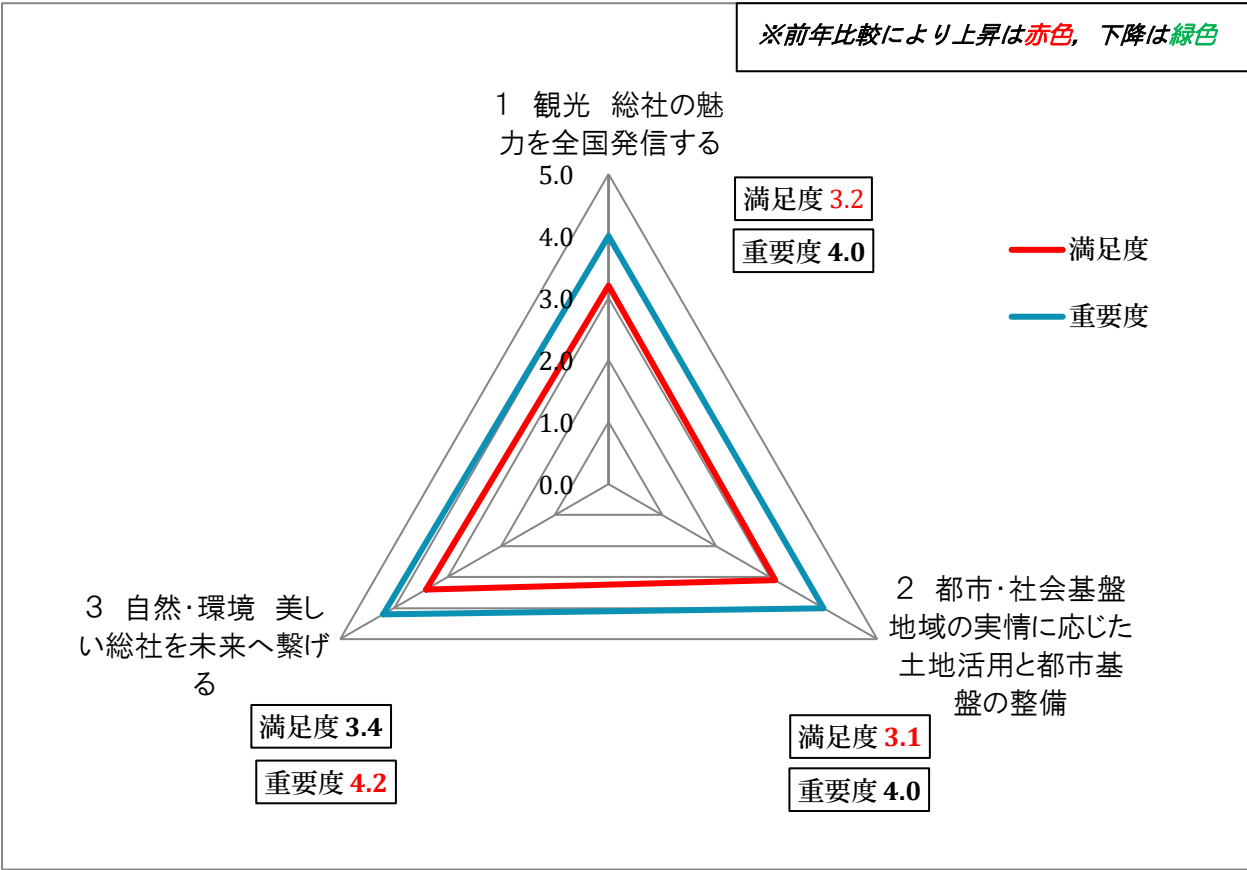 ※前年比較により上昇は赤色，下降は緑色
1　観光　総社の魅
力を全国発信する
5.0
4.0
3.0
2.0
1.0
0.0
満足度 3.2
重要度 4.0
満足度
重要度
2　都市・社会基盤
地域の実情に応じた
土地活用と都市基
盤の整備
満足度 3.1
重要度 4.0
3　自然・環境　美し
い総社を未来へ繋げ
る
満足度 3.4
重要度 4.2